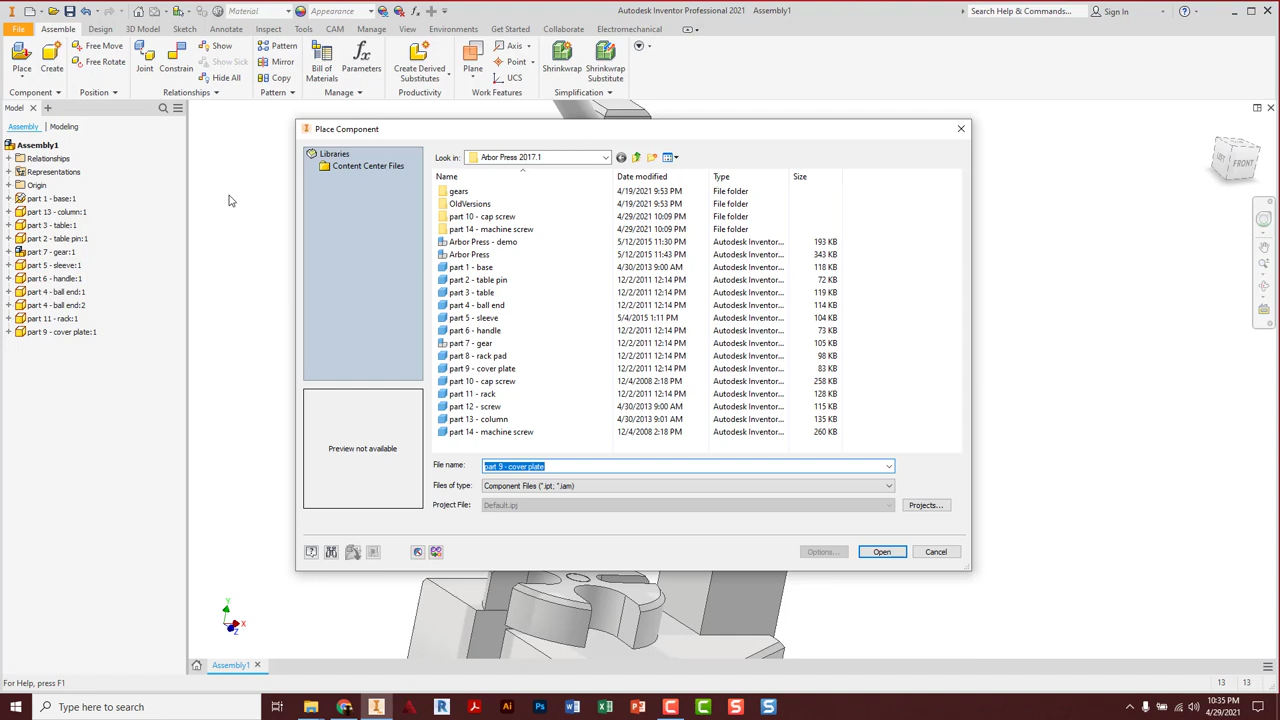 Material
Appearance
Autodesk Inventor Professional 2021 Assembly1
Search Help & Commands...
Sign In
File Assemble Design 3D Model Sketch Annotate Inspect Tools CAM Manage View Environments Get Started Collaborate Electromechanical
Place
Create
Free Move
Free Rotate
Joint
Constrain
Show
Show Sick
Hide All
Pattern
Mirror
Copy
Bill of
Materials
Parameters
Create Derived
Substitutes
Plane
Axis
Point
UCS
Shrinkwrap
Shrinkwrap
Substitute
Component Position Relationships Pattern Manage Productivity Work Features Simplification
Model
Assembly Modeling
Assembly1
Relationships
Representations
Origin
part 1 - base:1
part 13 - column:1
part 3 - table:1
part 2 - table pin:1
part 7 - gear:1
part 5 - sleeve:1
part 6 - handle:1
part 4 - ball end:1
part 4 - ball end:2
part 11 - rack:1
part 9 - cover plate:1
Place Component
Libraries
Content Center Files
Preview not available
Look in: Arbor Press 2017.1
Name Date modified Type Size
gears 4/19/2021 9:53 PM File folder
OldVersions 4/19/2021 9:53 PM File folder
part 10 - cap screw 4/29/2021 10:09 PM File folder
part 14 - machine screw 4/29/2021 10:09 PM File folder
Arbor Press - demo 5/12/2015 11:30 PM Autodesk Inventor... 193 KB
Arbor Press 5/12/2015 11:43 PM Autodesk Inventor... 343 KB
part 1 - base 4/30/2013 9:00 AM Autodesk Inventor... 118 KB
part 2 - table pin 12/2/2011 12:14 PM Autodesk Inventor... 72 KB
part 3 - table 12/2/2011 12:14 PM Autodesk Inventor... 119 KB
part 4 - ball end 12/2/2011 12:14 PM Autodesk Inventor... 114 KB
part 5 - sleeve 5/4/2015 1:11 PM Autodesk Inventor... 104 KB
part 6 - handle 12/2/2011 12:14 PM Autodesk Inventor... 73 KB
part 7 - gear 12/2/2011 12:14 PM Autodesk Inventor... 105 KB
part 8 - rack pad 12/2/2011 12:14 PM Autodesk Inventor... 98 KB
part 9 - cover plate 12/2/2011 12:14 PM Autodesk Inventor... 83 KB
part 10 - cap screw 12/4/2008 2:18 PM Autodesk Inventor... 258 KB
part 11 - rack 12/2/2011 12:14 PM Autodesk Inventor... 128 KB
part 12 - screw 4/30/2013 9:00 AM Autodesk Inventor... 115 KB
part 13 - column 4/30/2013 9:01 AM Autodesk Inventor... 135 KB
part 14 - machine screw 12/4/2008 2:18 PM Autodesk Inventor... 260 KB
File name: part 9 - cover plate
Files of type: Component Files (*.ipt; *.iam)
Project File: Default.ipj Projects...
Options... Open Cancel
LEFT FRONT
Y
X
Z
Assembly1
For Help, press F1
13 13
Type here to search
10:35 PM
4/29/2021